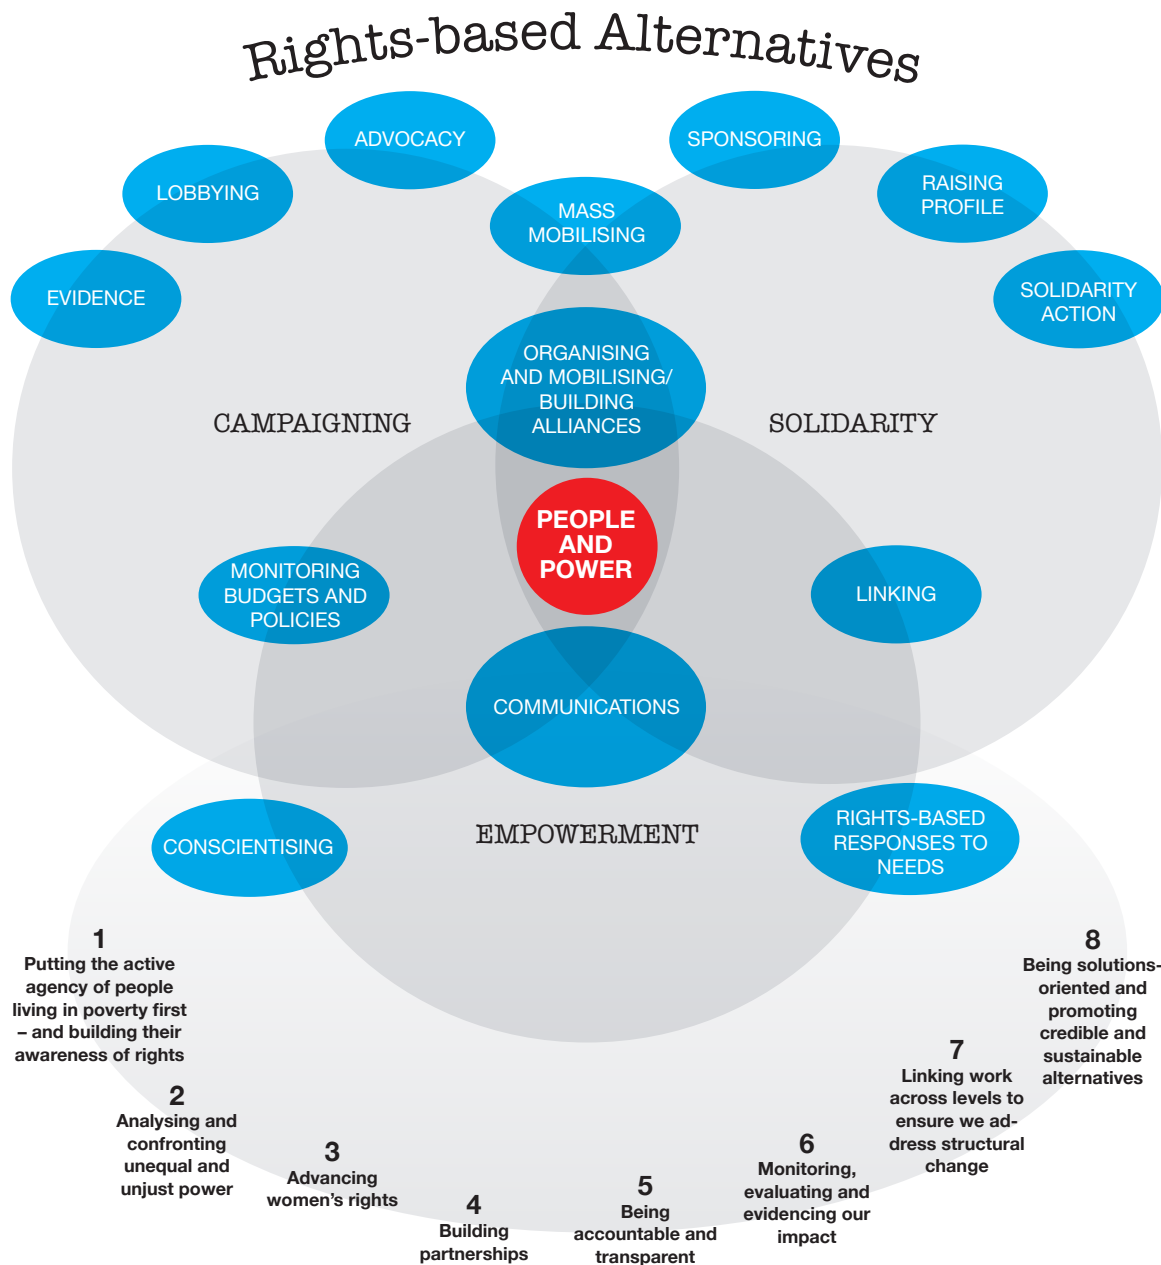 Rights-based Alternatives
ADVOCACY
SPONSORING
LOBBYING
RAISING
PROFILE
MASS
MOBILISING
EVIDENCE
SOLIDARITY
ACTION
ORGANISING
AND MOBILISING/
BUILDING
ALLIANCES
CAMPAIGNING
SOLIDARITY
PEOPLE
AND
POWER
MONITORING
BUDGETS AND
POLICIES
LINKING
COMMUNICATIONS
CONSCIENTISING
EMPOWERMENT
RIGHTS-BASED
RESPONSES TO
NEEDS
1
Putting the active
agency of people
living in poverty first
– and building their
awareness of rights
2
Analysing and
confronting
unequal and
unjust power
3
Advancing
women's rights
4
Building
partnerships
5
Being
accountable and
transparent
6
Monitoring,
evaluating and
evidencing our
impact
7
Linking work
across levels to
ensure we ad-
dress structural
change
8
Being solutions-
oriented and
promoting
credible and
sustainable
alternatives